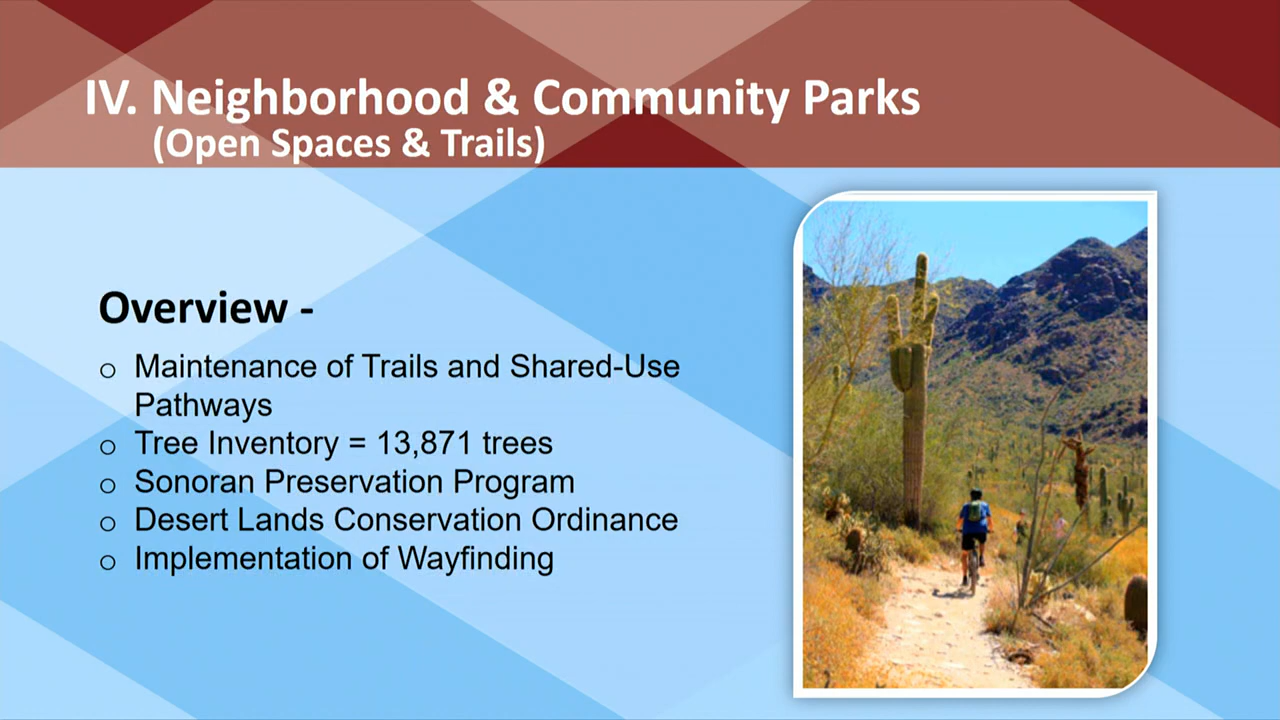 IV. Neighborhood & Community Parks
(Open Spaces & Trails)
Overview -
o Maintenance of Trails and Shared-Use
Pathways
o Tree Inventory = 13,871 trees
o Sonoran Preservation Program
o Desert Lands Conservation Ordinance
o Implementation of Wayfinding